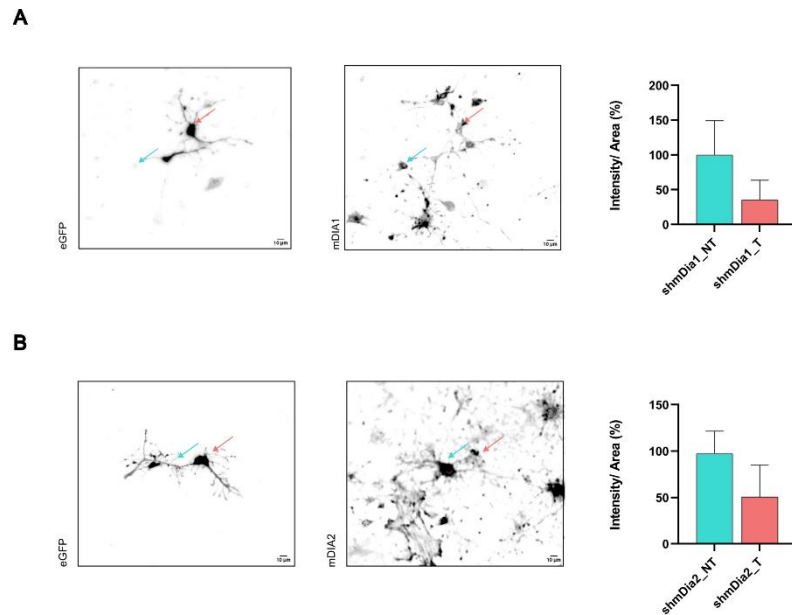 A
eGFP
10 µm
mDIA1
10 µm
Intensity/ Area (%)
200
150
100
50
0
shmDia1_NT
shmDia1_T
B
eGFP
10 µm
mDIA2
10 µm
Intensity/ Area (%)
150
100
50
0
shmDia2_NT
shmDia2_T